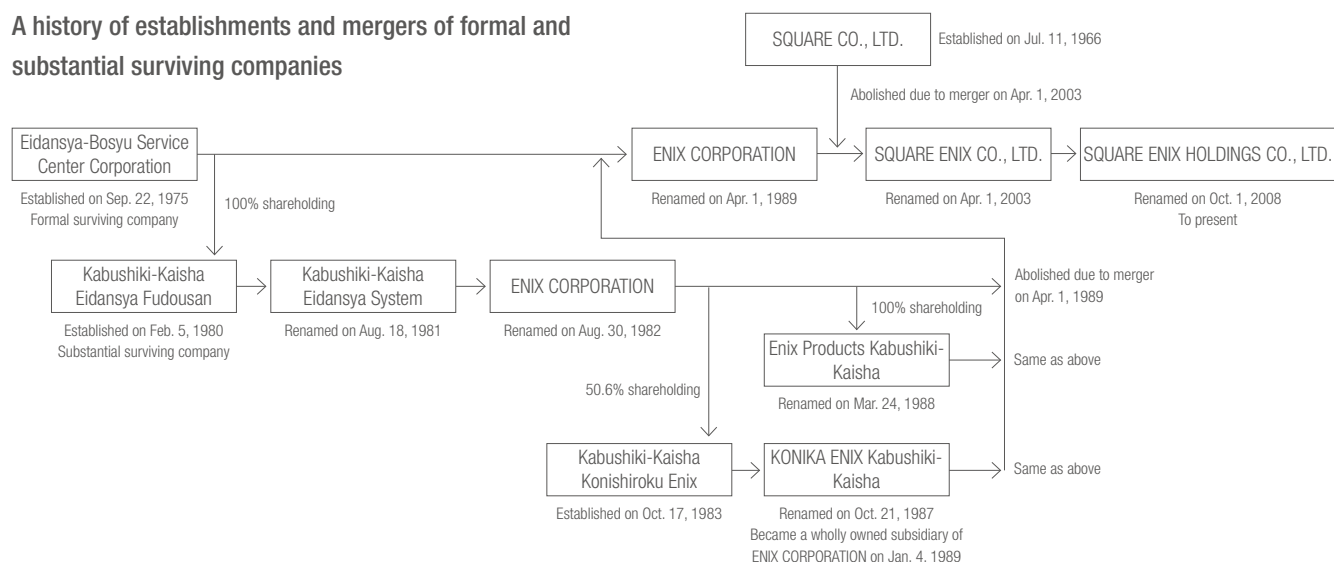 A history of establishments and mergers of formal and
substantial surviving companies
SQUARE CO., LTD.
Established on Jul. 11, 1966
Abolished due to merger on Apr. 1, 2003
Eidansya-Bosyu Service
Center Corporation
Established on Sep. 22, 1975
Formal surviving company
100% shareholding
ENIX CORPORATION
Renamed on Apr. 1, 1989
SQUARE ENIX CO., LTD.
Renamed on Apr. 1, 2003
SQUARE ENIX HOLDINGS CO., LTD.
Renamed on Oct. 1, 2008
To present
Kabushiki-Kaisha
Eidansya Fudousan
Established on Feb. 5, 1980
Substantial surviving company
Kabushiki-Kaisha
Eidansya System
Renamed on Aug. 18, 1981
ENIX CORPORATION
Renamed on Aug. 30, 1982
Abolished due to merger
on Apr. 1, 1989
100% shareholding
Enix Products Kabushiki-
Kaisha
Renamed on Mar. 24, 1988
Same as above
50.6% shareholding
Kabushiki-Kaisha
Konishiroku Enix
Established on Oct. 17, 1983
KONIKA ENIX Kabushiki-
Kaisha
Renamed on Oct. 21, 1987
Became a wholly owned subsidiary of
ENIX CORPORATION on Jan. 4, 1989
Same as above